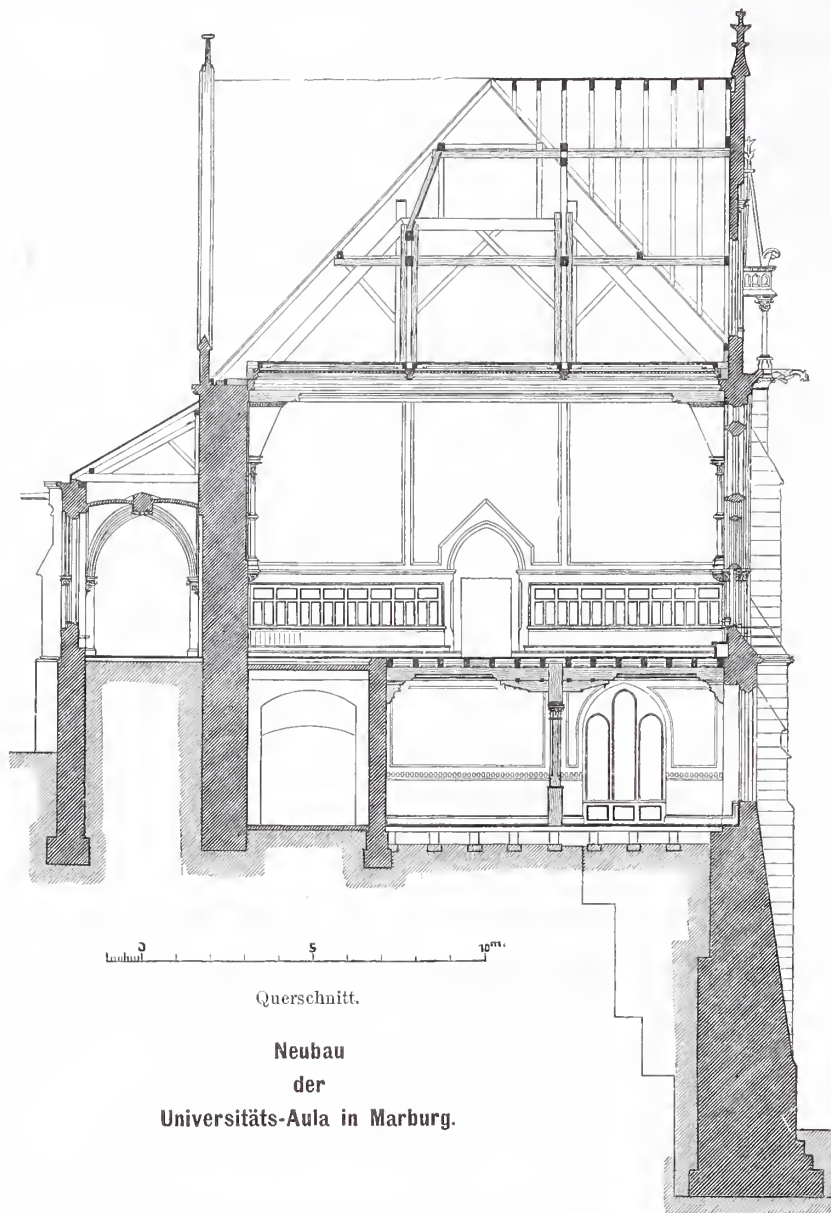 0 5 10m.
Querschnitt.
Neubau
der
Universitäts-Aula in Marburg.